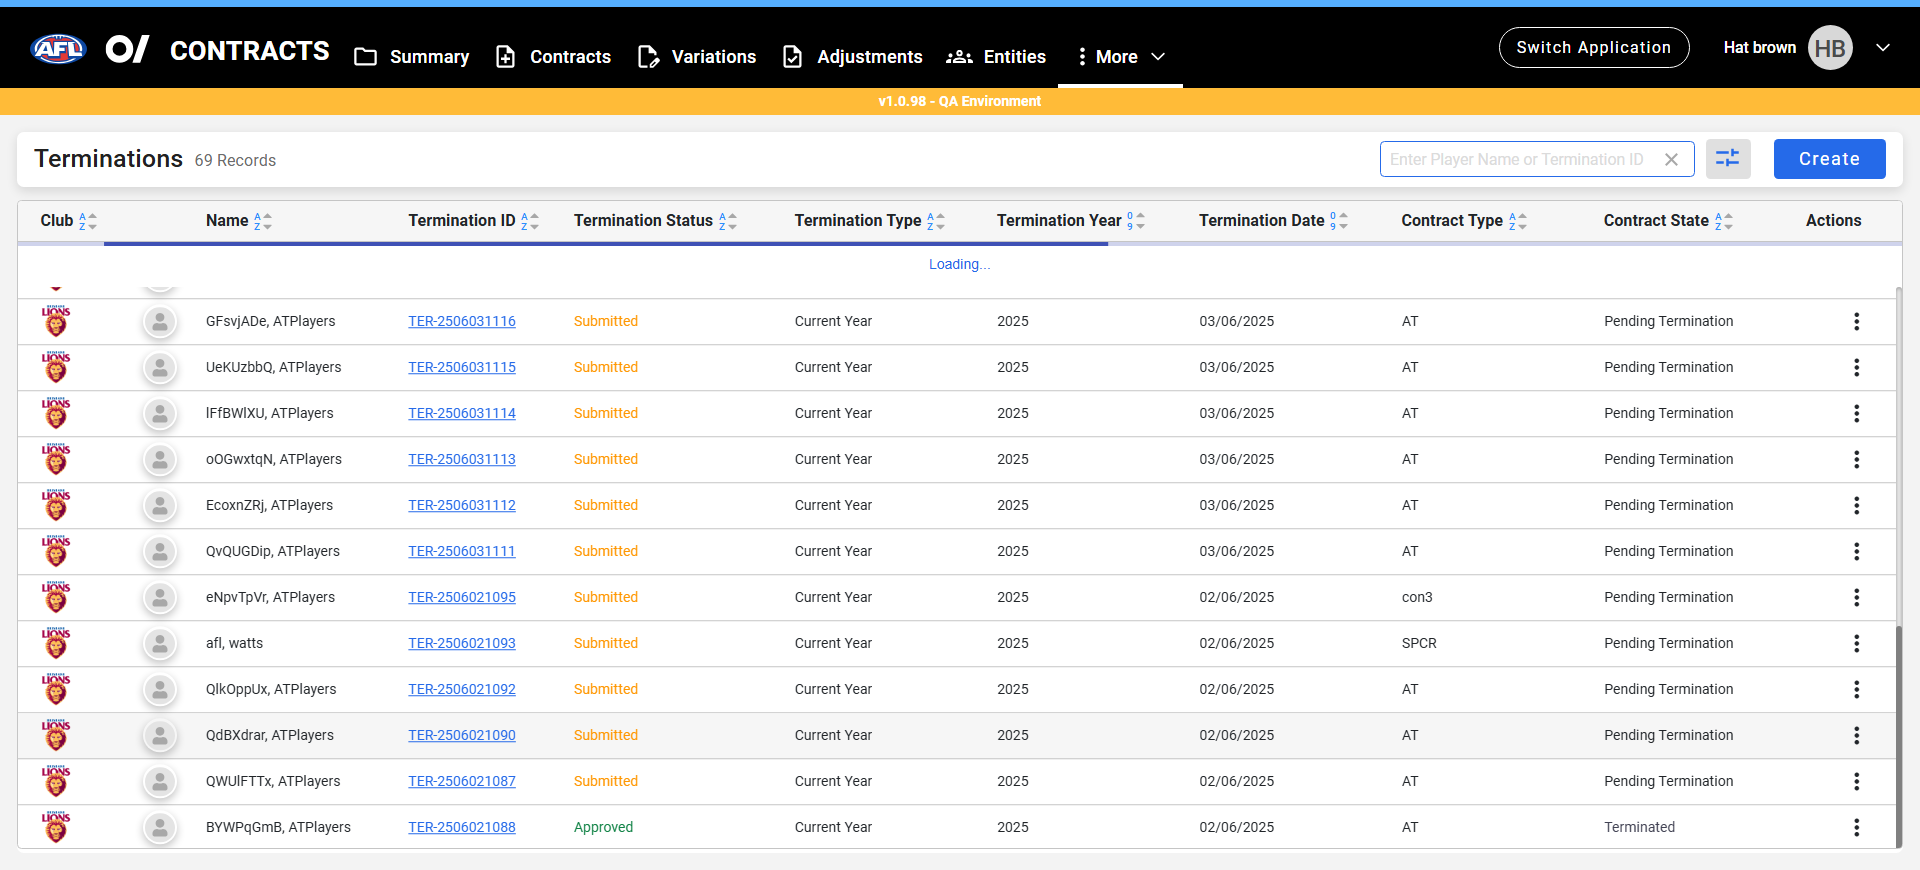 AFL CONTRACTS Summary Contracts Variations Adjustments Entities More Switch Application Hat brown HB
v1.0.98 - QA Environment
Terminations 69 Records Enter Player Name or Termination ID Create
Club Name Termination ID Termination Status Termination Type Termination Year Termination Date Contract Type Contract State Actions
Loading...
LIONS GFsvjADe, ATPlayers TER-2506031116 Submitted Current Year 2025 03/06/2025 AT Pending Termination
LIONS UeKUzbbQ, ATPlayers TER-2506031115 Submitted Current Year 2025 03/06/2025 AT Pending Termination
LIONS lFfBWlXU, ATPlayers TER-2506031114 Submitted Current Year 2025 03/06/2025 AT Pending Termination
LIONS oOGwxtqN, ATPlayers TER-2506031113 Submitted Current Year 2025 03/06/2025 AT Pending Termination
LIONS EcoxnZRj, ATPlayers TER-2506031112 Submitted Current Year 2025 03/06/2025 AT Pending Termination
LIONS QvQUGDip, ATPlayers TER-2506031111 Submitted Current Year 2025 03/06/2025 AT Pending Termination
LIONS eNpvTpVr, ATPlayers TER-2506021095 Submitted Current Year 2025 02/06/2025 con3 Pending Termination
LIONS afl, watts TER-2506021093 Submitted Current Year 2025 02/06/2025 SPCR Pending Termination
LIONS QlkOppUx, ATPlayers TER-2506021092 Submitted Current Year 2025 02/06/2025 AT Pending Termination
LIONS QdBXdrar, ATPlayers TER-2506021090 Submitted Current Year 2025 02/06/2025 AT Pending Termination
LIONS QWUlFTTx, ATPlayers TER-2506021087 Submitted Current Year 2025 02/06/2025 AT Pending Termination
LIONS BYWPqGmB, ATPlayers TER-2506021088 Approved Current Year 2025 02/06/2025 AT Terminated